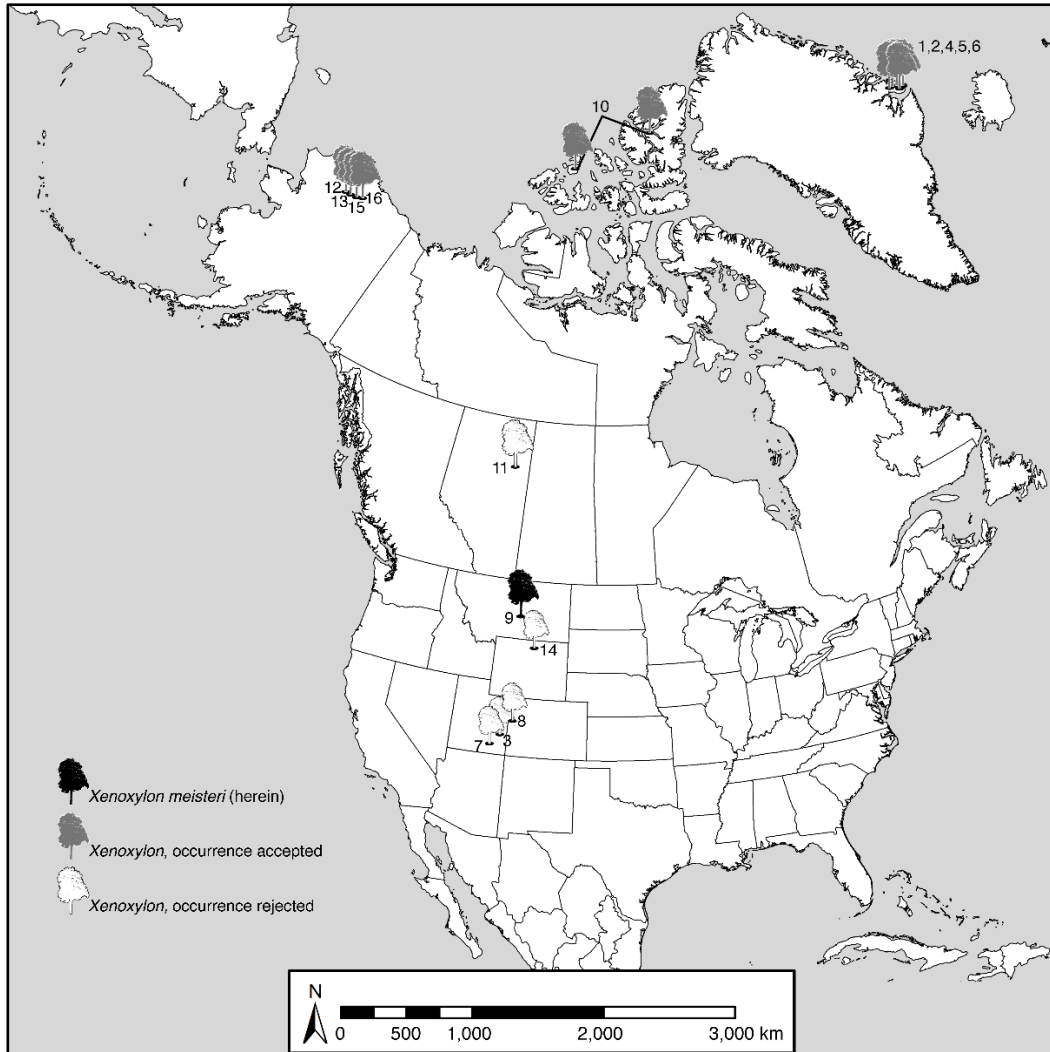 1,2,4,5,6
10
12
13
15
16
11
9
14
8
3
7
Xenoxylon meisteri (herein)
Xenoxylon, occurrence accepted
Xenoxylon, occurrence rejected
N
0 500 1,000 2,000 3,000 km